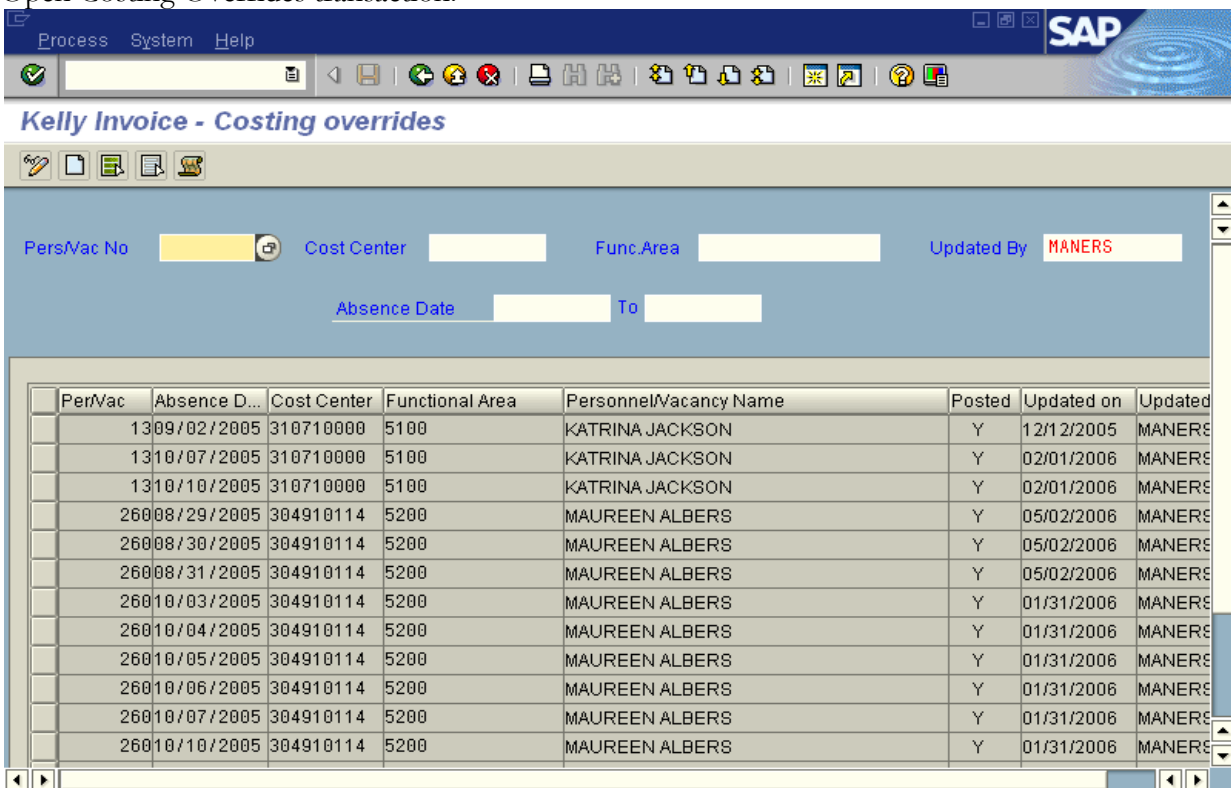 Open Costing Overrides transaction.
Process System Help
SAP
Kelly Invoice - Costing overrides
Pers/Vac No Cost Center Func.Area Updated By MANERS
Absence Date To
Per/Vac Absence D... Cost Center Functional Area Personnel/Vacancy Name Posted Updated on Updated
13 09/02/2005 310710000 5100 KATRINA JACKSON Y 12/12/2005 MANERS
13 10/07/2005 310710000 5100 KATRINA JACKSON Y 02/01/2006 MANERS
13 10/10/2005 310710000 5100 KATRINA JACKSON Y 02/01/2006 MANERS
260 08/29/2005 304910114 5200 MAUREEN ALBERS Y 05/02/2006 MANERS
260 08/30/2005 304910114 5200 MAUREEN ALBERS Y 05/02/2006 MANERS
260 08/31/2005 304910114 5200 MAUREEN ALBERS Y 05/02/2006 MANERS
260 10/03/2005 304910114 5200 MAUREEN ALBERS Y 01/31/2006 MANERS
260 10/04/2005 304910114 5200 MAUREEN ALBERS Y 01/31/2006 MANERS
260 10/05/2005 304910114 5200 MAUREEN ALBERS Y 01/31/2006 MANERS
260 10/06/2005 304910114 5200 MAUREEN ALBERS Y 01/31/2006 MANERS
260 10/07/2005 304910114 5200 MAUREEN ALBERS Y 01/31/2006 MANERS
260 10/10/2005 304910114 5200 MAUREEN ALBERS Y 01/31/2006 MANERS